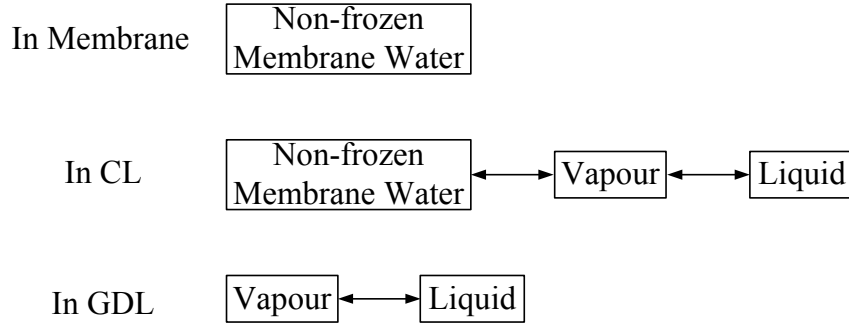 In Membrane
Non-frozen
Membrane Water
In CL
Non-frozen
Membrane Water
Vapour
Liquid
In GDL
Vapour
Liquid